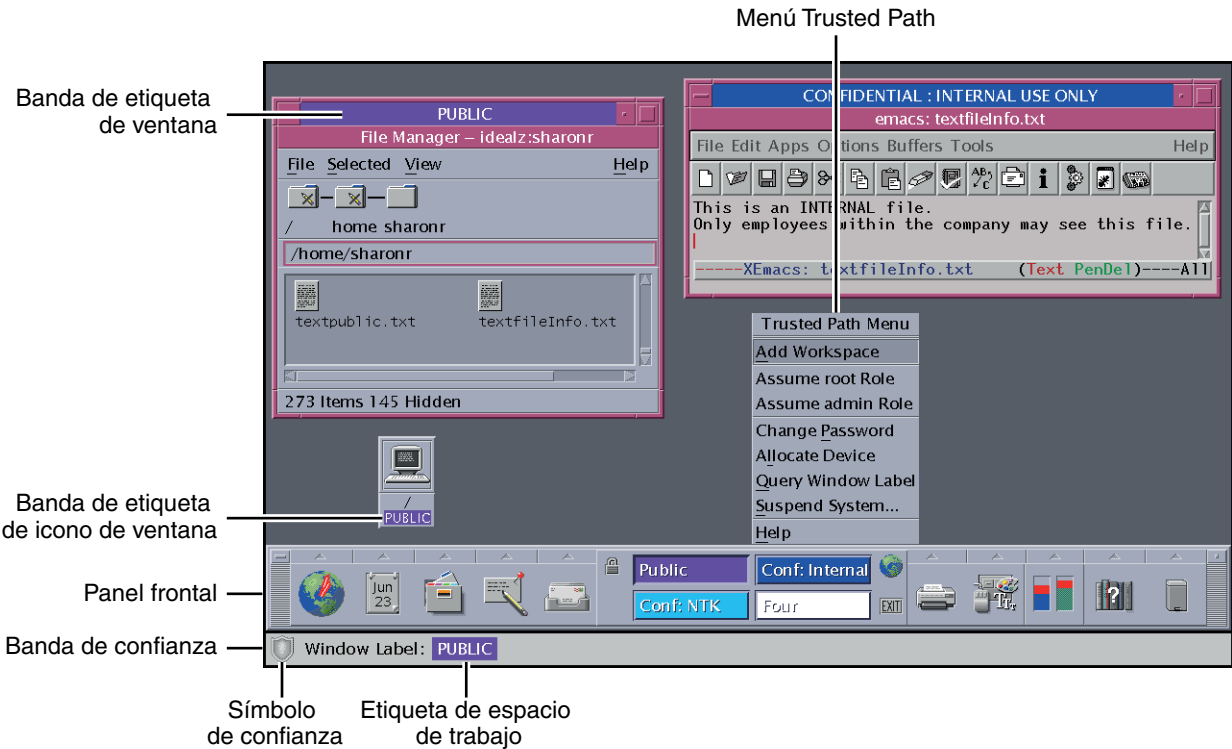 Menú Trusted Path
Banda de etiqueta
de ventana
PUBLIC
File Manager – idealz:sharonr
File Selected View Help
/ home sharonr
/home/sharonr
textpublic.txt textfileInfo.txt
273 Items 145 Hidden
CONFIDENTIAL : INTERNAL USE ONLY
emacs: textfileInfo.txt
File Edit Apps Options Buffers Tools Help
This is an INTERNAL file.
Only employees within the company may see this file.
-----XEmacs: textfileInfo.txt (Text PenDel)----All
Trusted Path Menu
Add Workspace
Assume root Role
Assume admin Role
Change Password
Allocate Device
Query Window Label
Suspend System...
Help
/
PUBLIC
Banda de etiqueta
de icono de ventana
Panel frontal
Jun
23
Public Conf: Internal
Conf: NTK Four
EXIT
Banda de confianza
Window Label: PUBLIC
Símbolo
de confianza
Etiqueta de espacio
de trabajo